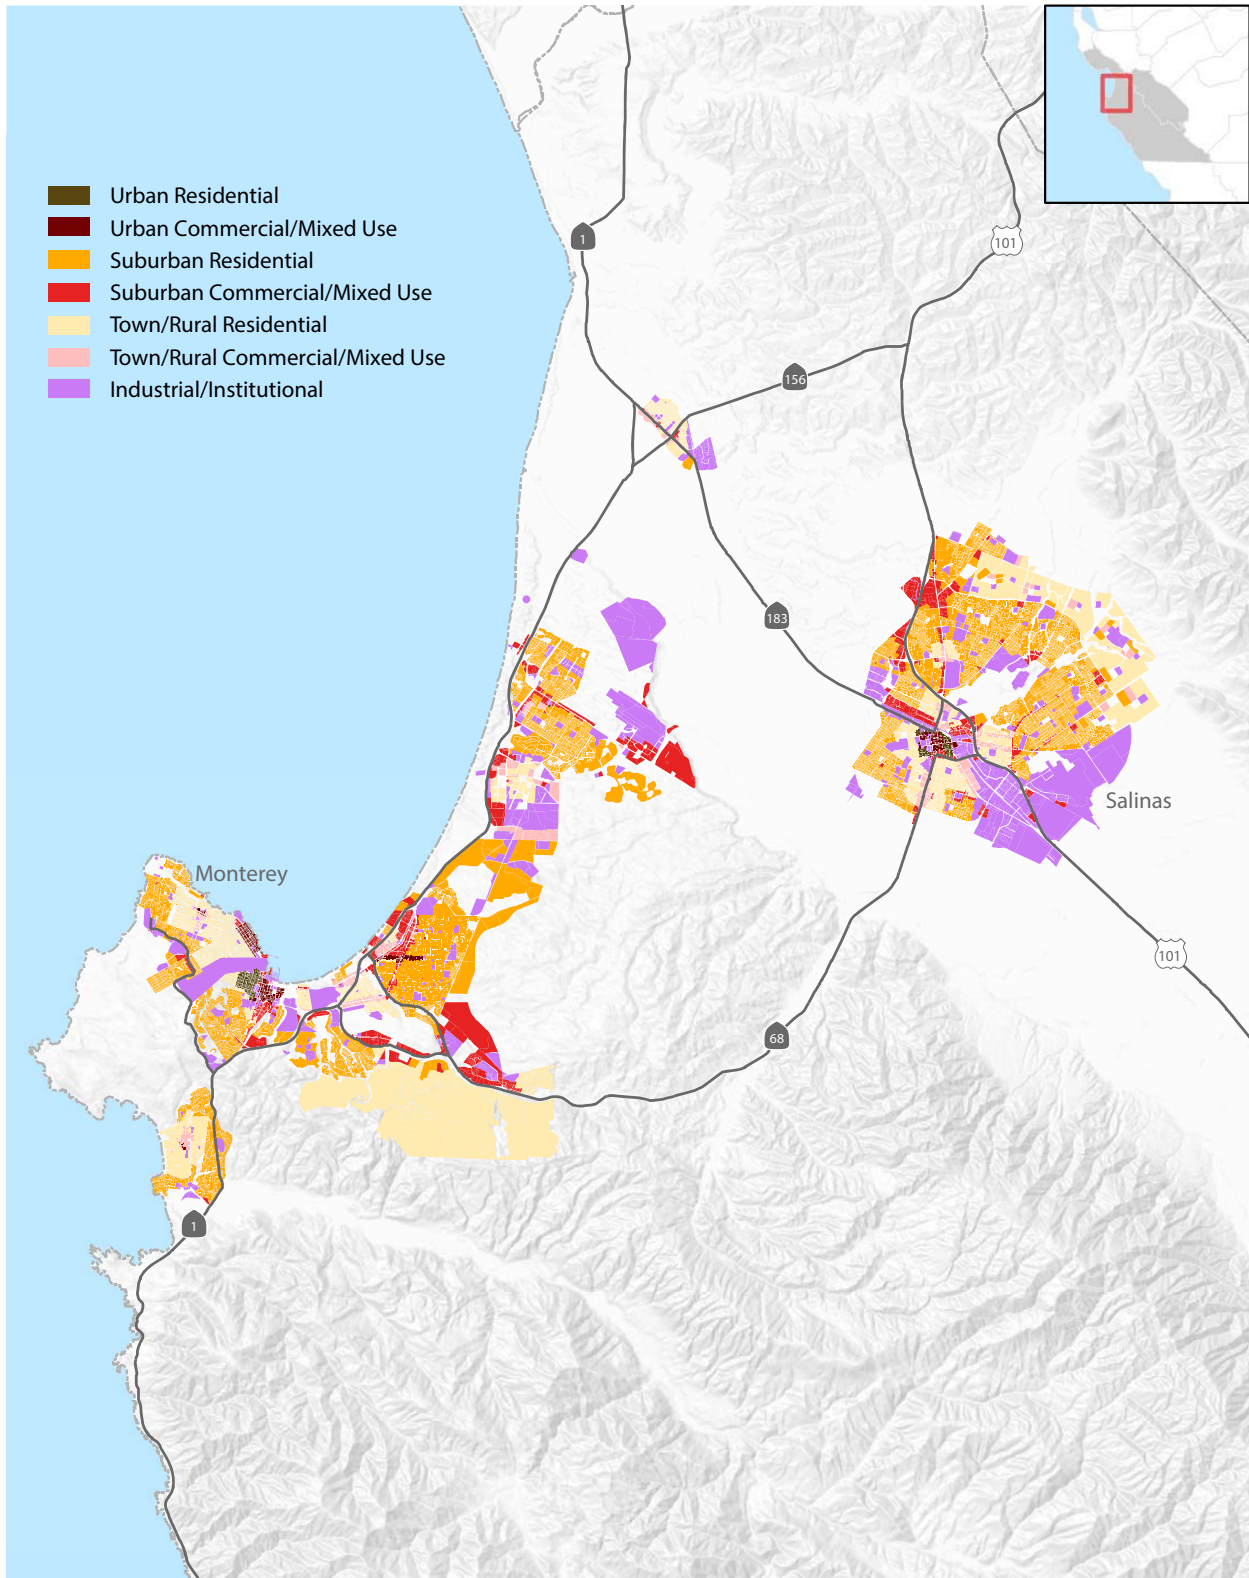 Urban Residential
Urban Commercial/Mixed Use
Suburban Residential
Suburban Commercial/Mixed Use
Town/Rural Residential
Town/Rural Commercial/Mixed Use
Industrial/Institutional
1
101
156
183
Salinas
Monterey
101
68
1